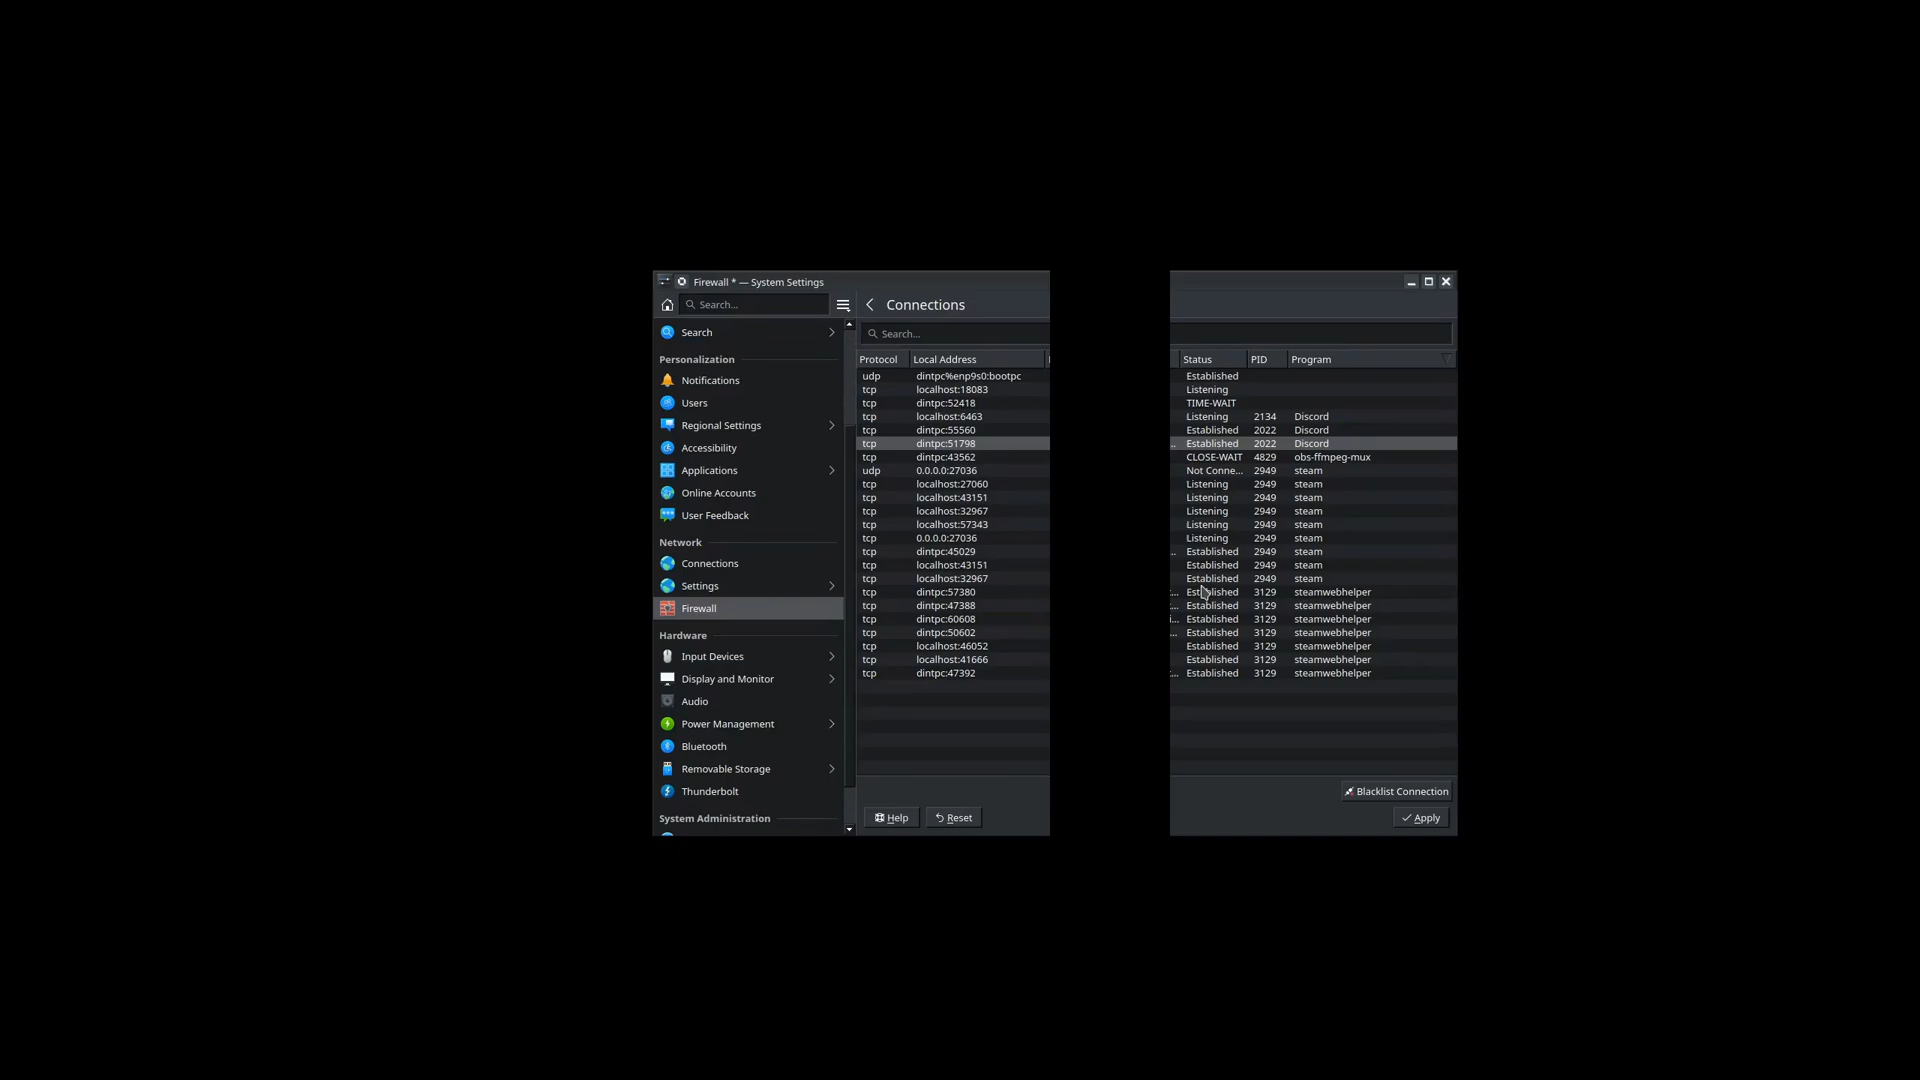 Firewall * — System Settings
Search...
Connections
Search
Search...
Personalization
Notifications
Users
Regional Settings
Accessibility
Applications
Online Accounts
User Feedback
Network
Connections
Settings
Firewall
Hardware
Input Devices
Display and Monitor
Audio
Power Management
Bluetooth
Removable Storage
Thunderbolt
System Administration
Protocol Local Address Status PID Program
udp dintpc%enp9s0:bootpc Established
tcp localhost:18083 Listening
tcp dintpc:52418 TIME-WAIT
tcp localhost:6463 Listening 2134 Discord
tcp dintpc:55560 Established 2022 Discord
tcp dintpc:51798 ... Established 2022 Discord
tcp dintpc:43562 CLOSE-WAIT 4829 obs-ffmpeg-mux
udp 0.0.0.0:27036 Not Conne... 2949 steam
tcp localhost:27060 Listening 2949 steam
tcp localhost:43151 Listening 2949 steam
tcp localhost:32967 Listening 2949 steam
tcp localhost:57343 Listening 2949 steam
tcp 0.0.0.0:27036 Listening 2949 steam
tcp dintpc:45029 ... Established 2949 steam
tcp localhost:43151 Established 2949 steam
tcp localhost:32967 Established 2949 steam
tcp dintpc:57380 ... Established 3129 steamwebhelper
tcp dintpc:47388 ... Established 3129 steamwebhelper
tcp dintpc:60608 ... Established 3129 steamwebhelper
tcp dintpc:50602 ... Established 3129 steamwebhelper
tcp localhost:46052 Established 3129 steamwebhelper
tcp localhost:41666 Established 3129 steamwebhelper
tcp dintpc:47392 ... Established 3129 steamwebhelper
Blacklist Connection
Help
Reset
Apply